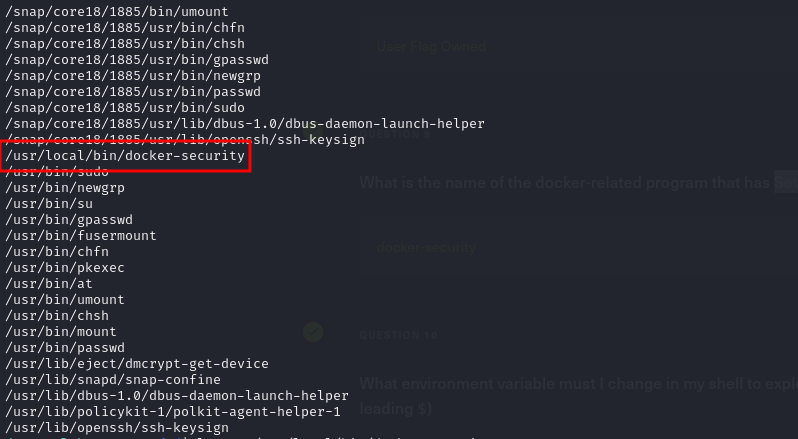 /snap/core18/1885/bin/umount
/snap/core18/1885/usr/bin/chfn
/snap/core18/1885/usr/bin/chsh
/snap/core18/1885/usr/bin/gpasswd
/snap/core18/1885/usr/bin/newgrp
/snap/core18/1885/usr/bin/passwd
/snap/core18/1885/usr/bin/sudo
/snap/core18/1885/usr/lib/dbus-1.0/dbus-daemon-launch-helper
/snap/core18/1885/usr/lib/openssh/ssh-keysign
/usr/local/bin/docker-security
/usr/bin/sudo
/usr/bin/newgrp
/usr/bin/su
/usr/bin/gpasswd
/usr/bin/fusermount
/usr/bin/chfn
/usr/bin/pkexec
/usr/bin/at
/usr/bin/umount
/usr/bin/chsh
/usr/bin/mount
/usr/bin/passwd
/usr/lib/eject/dmcrypt-get-device
/usr/lib/snapd/snap-confine
/usr/lib/dbus-1.0/dbus-daemon-launch-helper
/usr/lib/policykit-1/polkit-agent-helper-1
/usr/lib/openssh/ssh-keysign
User Flag Owned
QUESTION
What is the name of the docker-related program that has
docker-security
QUESTION 10
What environment variable must I change in my shell to
leading $)